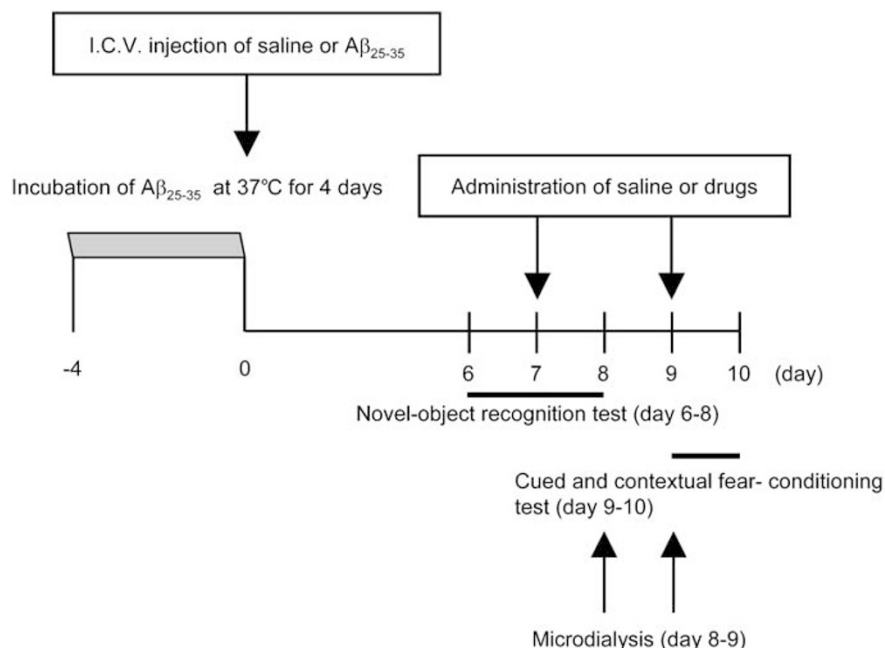 I.C.V. injection of saline or Aβ25-35
Incubation of Aβ25-35 at 37°C for 4 days
Administration of saline or drugs
-4 0 6 7 8 9 10 (day)
Novel-object recognition test (day 6-8)
Cued and contextual fear- conditioning
test (day 9-10)
Microdialysis (day 8-9)